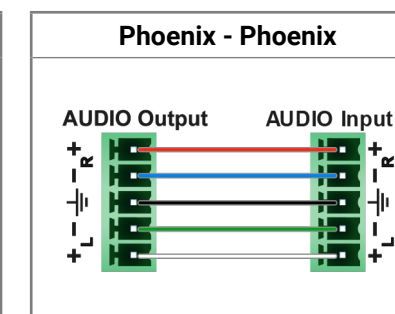 Phoenix - Phoenix
AUDIO Output
AUDIO Input
+
R
-
-
L
+
+
R
-
-
L
+